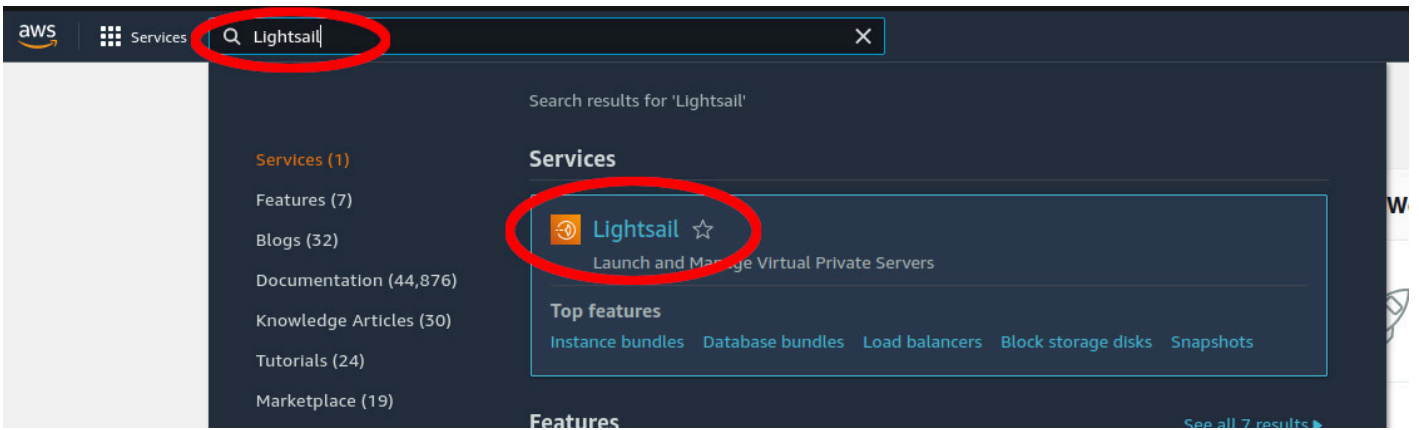 aws
Services
Lightsail
Search results for 'Lightsail'
Services (1)
Features (7)
Blogs (32)
Documentation (44,876)
Knowledge Articles (30)
Tutorials (24)
Marketplace (19)
Services
Lightsail
Launch and Manage Virtual Private Servers
Top features
Instance bundles Database bundles Load balancers Block storage disks Snapshots
Features
See all 7 results